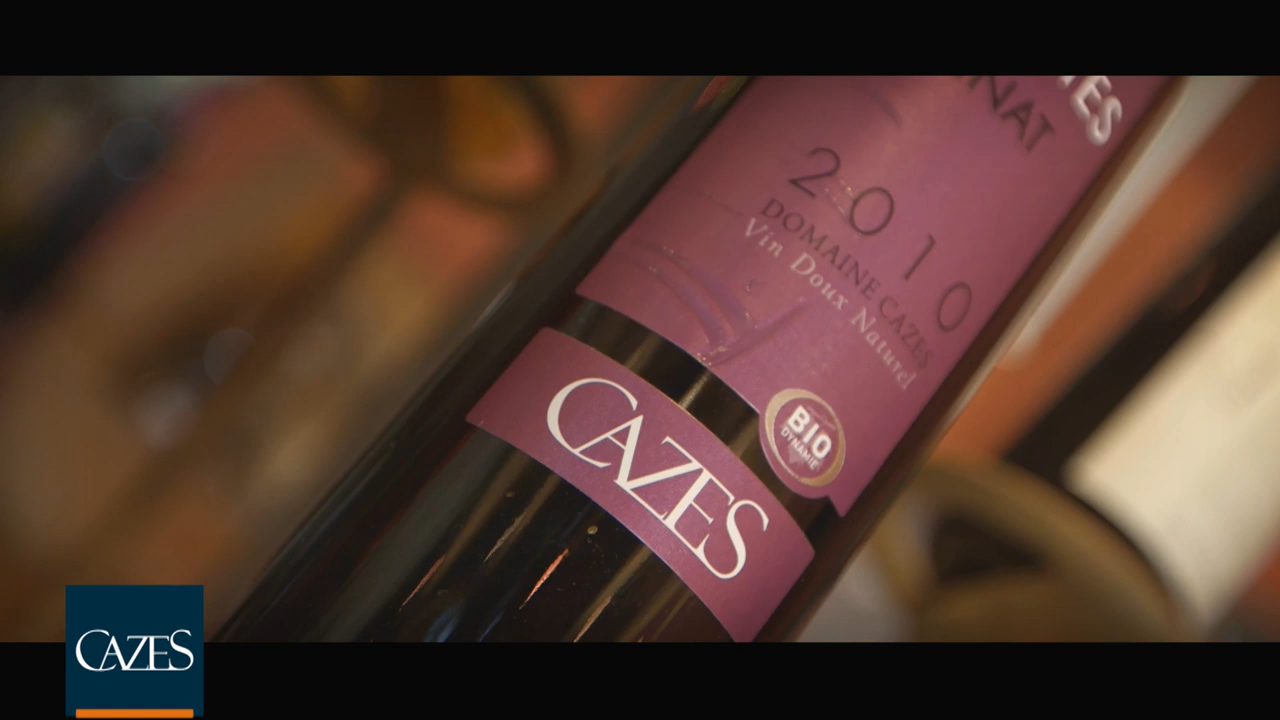 NAT
2010
DOMAINE CAZES
Vin Doux Naturel
BIO
DYNAMIE
CAZES
CAZES